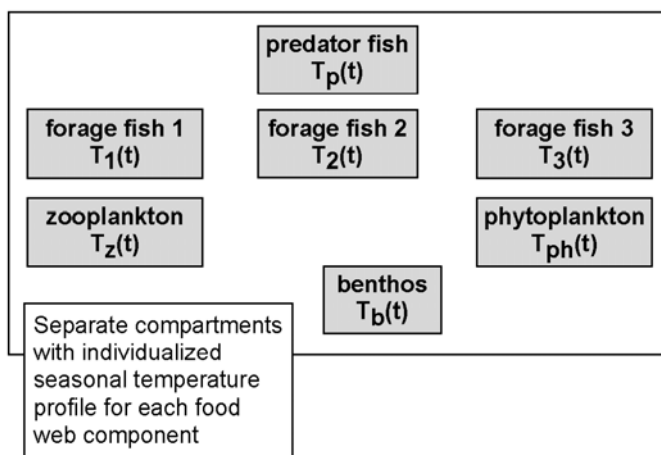 predator fish
Tp(t)
forage fish 1
T1(t)
forage fish 2
T2(t)
forage fish 3
T3(t)
zooplankton
Tz(t)
phytoplankton
Tph(t)
benthos
Tb(t)
Separate compartments
with individualized
seasonal temperature
profile for each food
web component